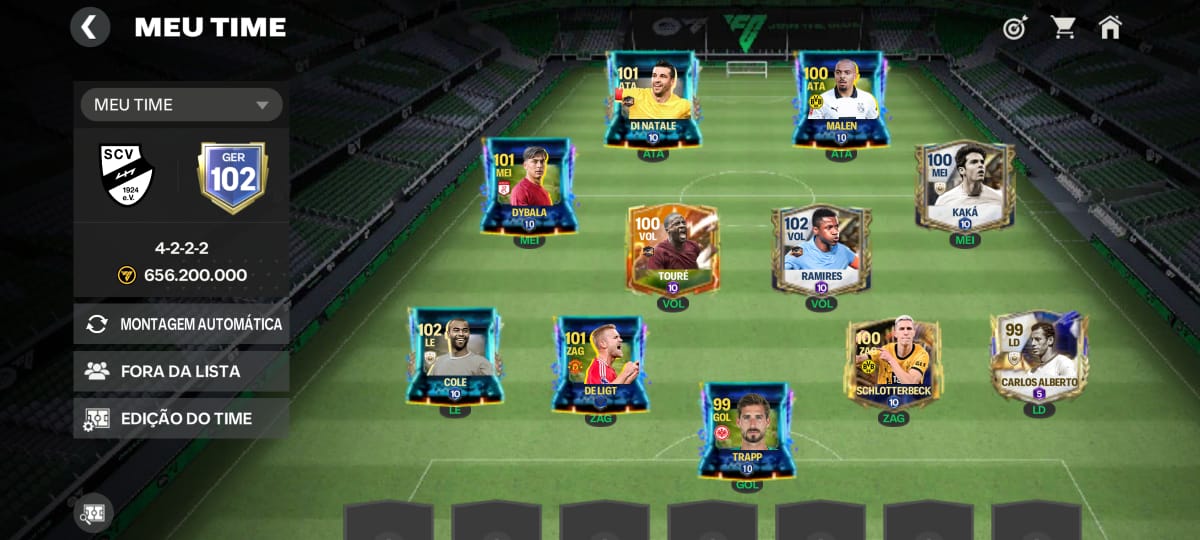 MEU TIME
MEU TIME
SCV
1924
e.V.
GER
102
4-2-2-2
656.200.000
MONTAGEM AUTOMÁTICA
FORA DA LISTA
EDIÇÃO DO TIME
101
ATA
DI NATALE
10
ATA
100
ATA
MALEN
10
ATA
101
MEI
DYBALA
10
MEI
100
MEI
KAKÁ
10
MEI
100
VOL
TOURÉ
10
VOL
102
VOL
RAMIRES
10
VOL
102
LE
COLE
10
LE
101
ZAG
DE LIGT
ZAG
100
ZAG
SCHLOTTERBECK
10
ZAG
99
LD
CARLOS ALBERTO
5
LD
99
GOL
TRAPP
10
GOL